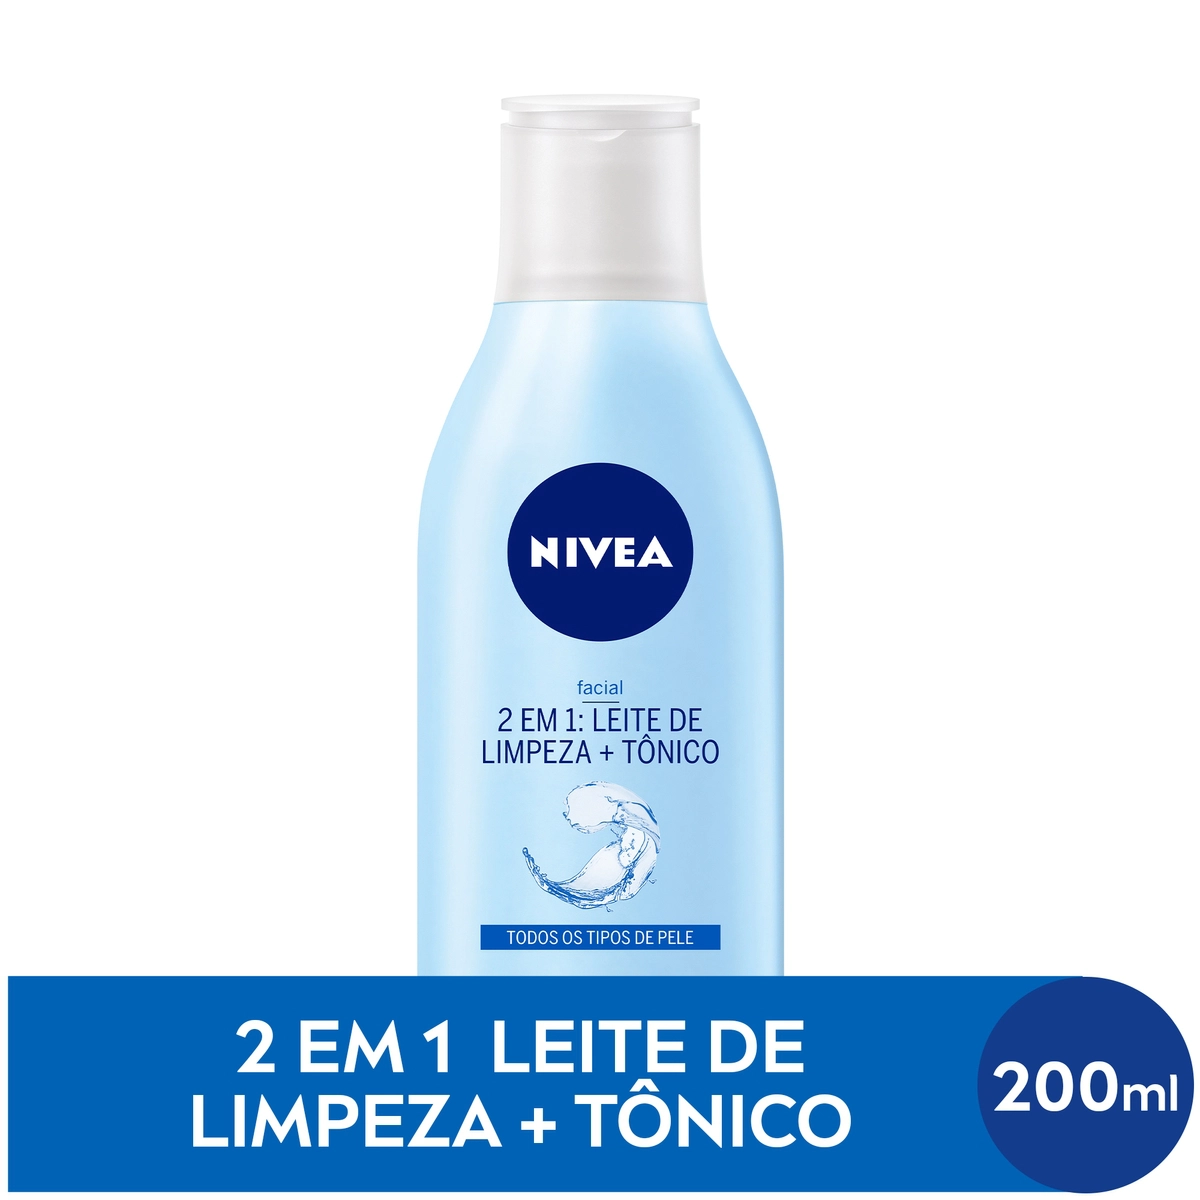 NIVEA
facial
2 EM 1: LEITE DE
LIMPEZA + TÔNICO
TODOS OS TIPOS DE PELE
2 EM 1 LEITE DE
LIMPEZA + TÔNICO
200ml